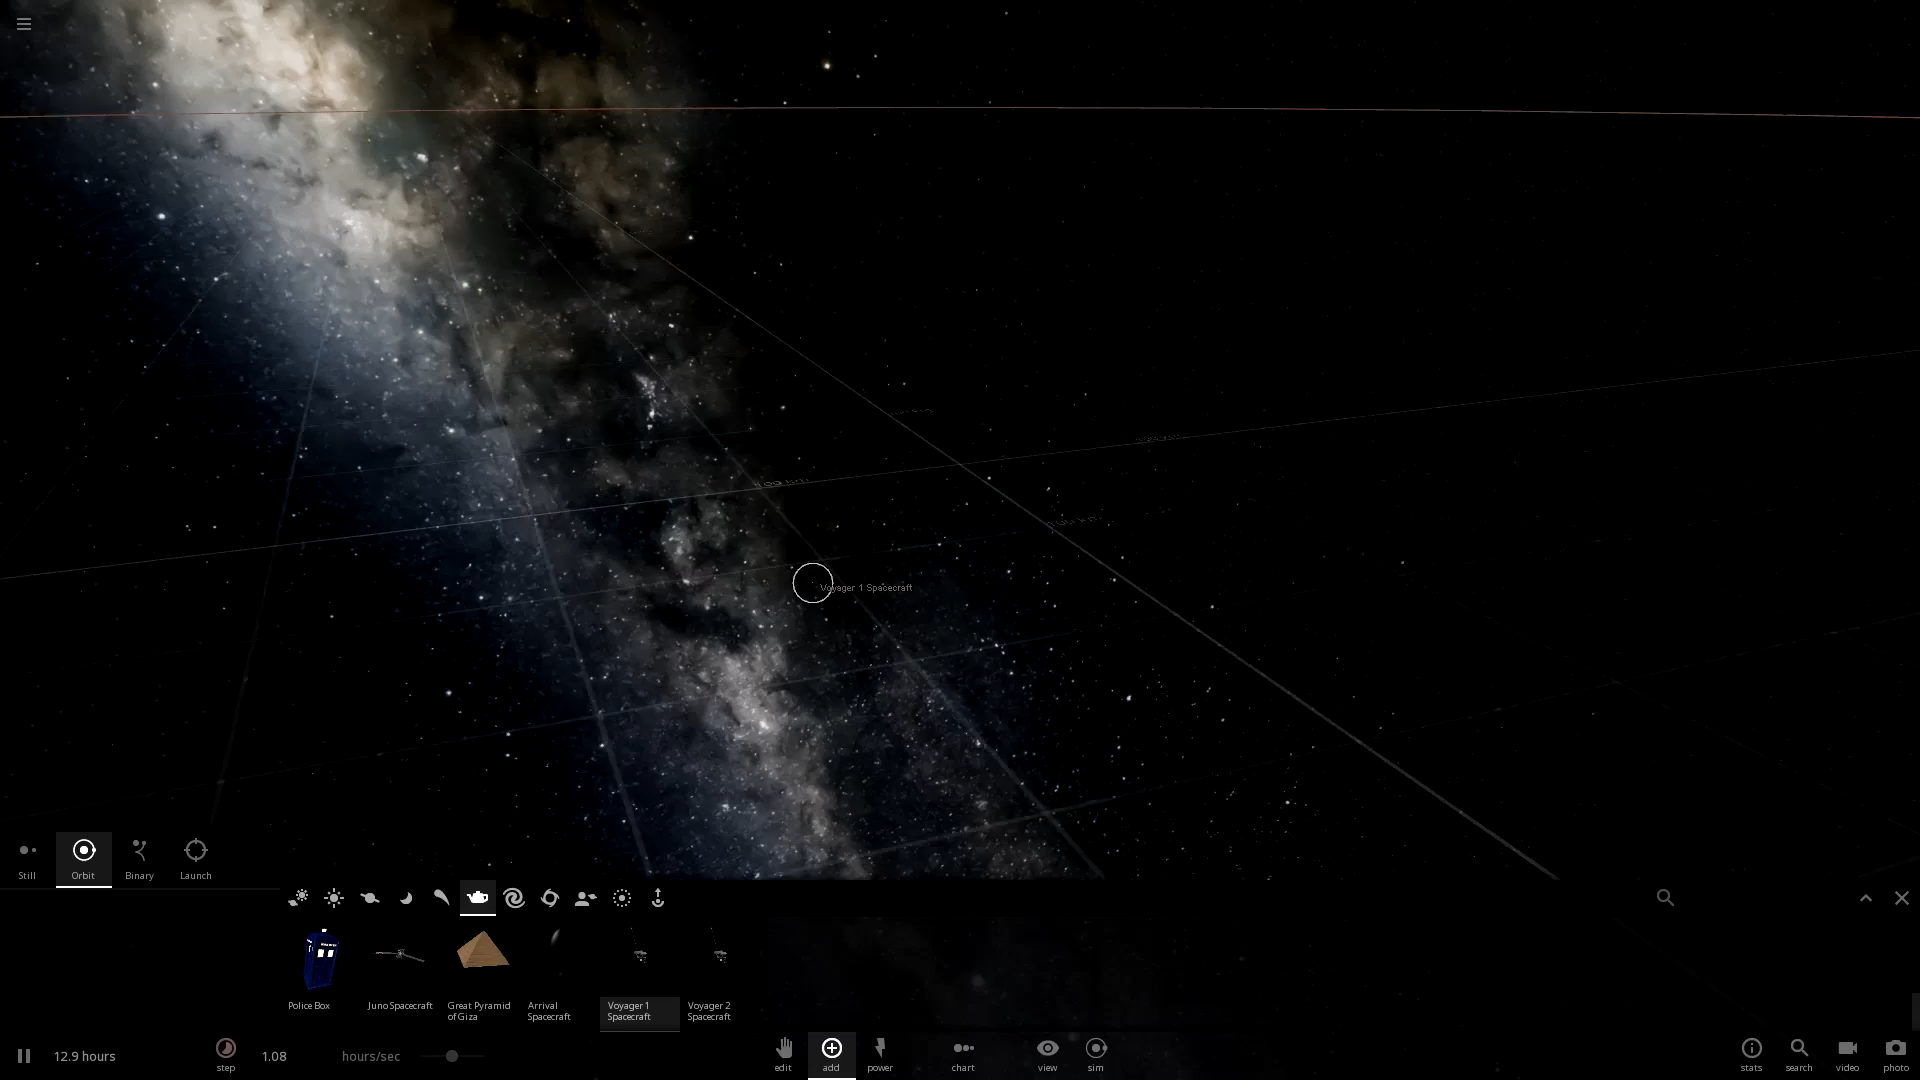 Voyager 1 Spacecraft
Still
Orbit
Binary
Launch
Police Box
Juno Spacecraft
Great Pyramid
of Giza
Arrival
Spacecraft
Voyager 1
Spacecraft
Voyager 2
Spacecraft
12.9 hours
step
1.08
hours/sec
edit
add
power
chart
view
sim
stats
search
video
photo